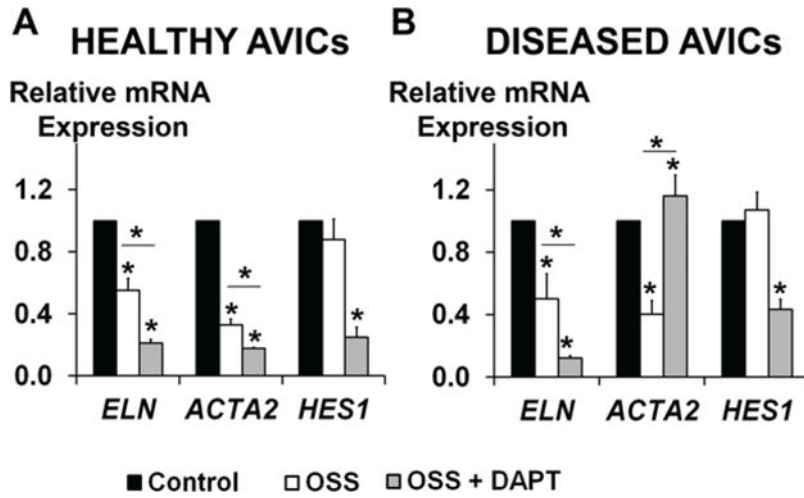 A HEALTHY AVICs
Relative mRNA
Expression
1.2
0.8
0.4
0.0
* * * * * * *
ELN ACTA2 HES1
B DISEASED AVICs
Relative mRNA
Expression
1.2
0.8
0.4
0.0
* * * * * * *
ELN ACTA2 HES1
Control OSS OSS + DAPT